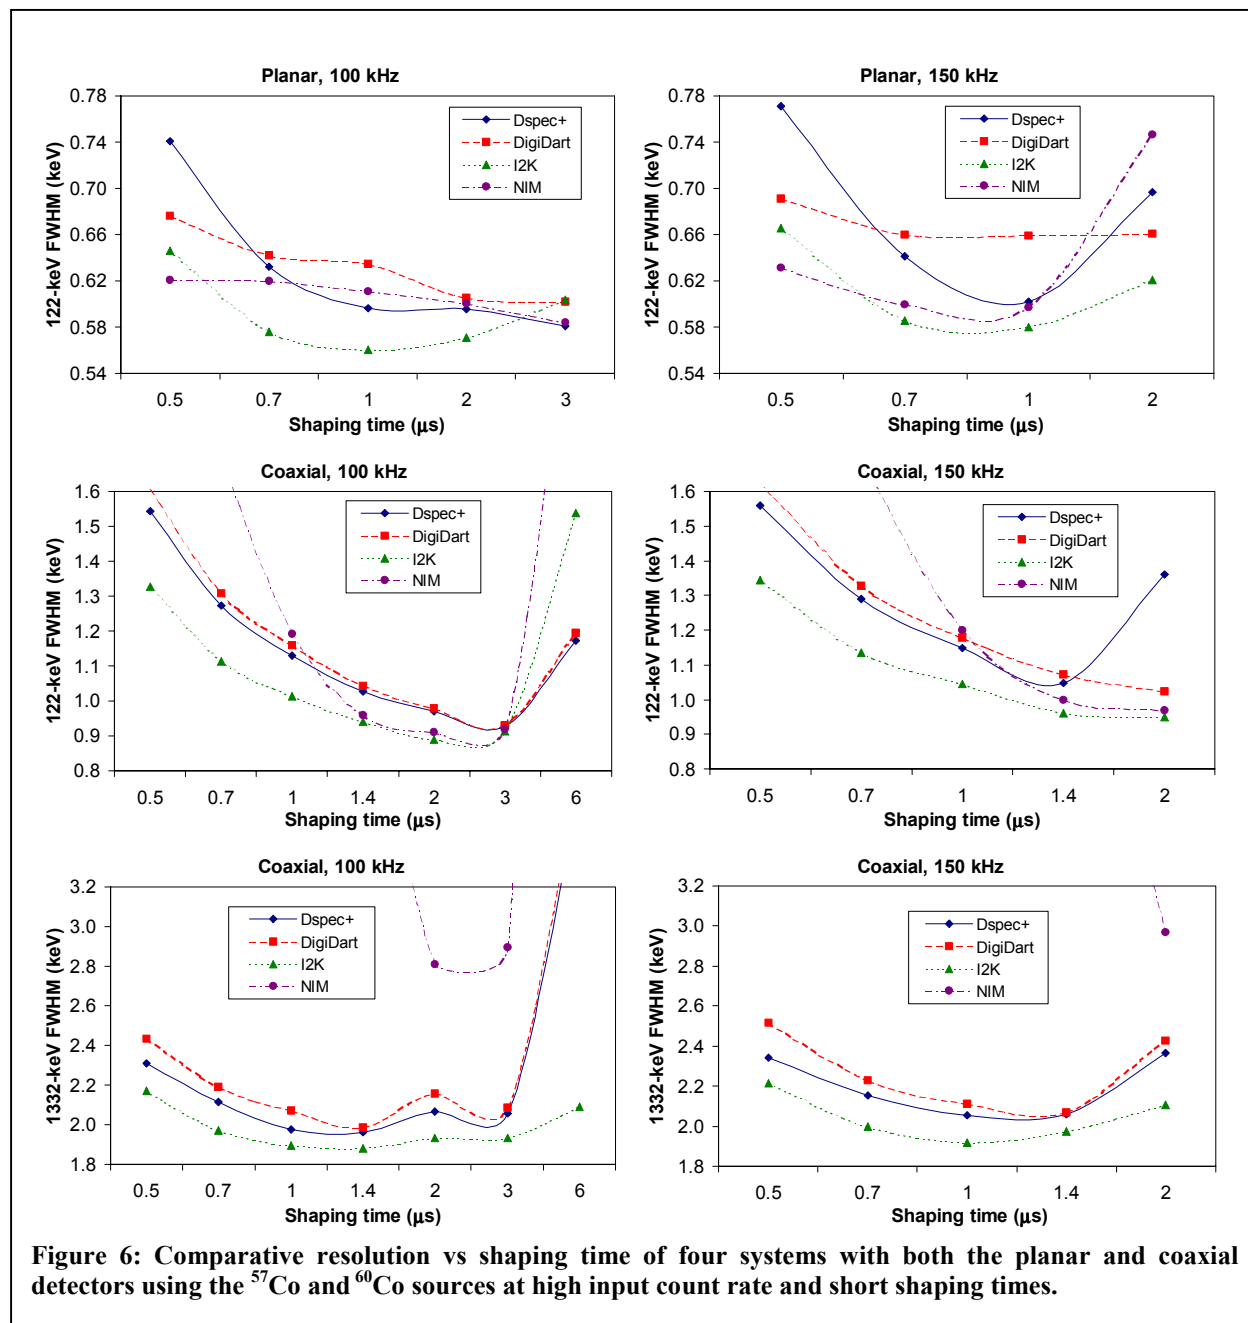 Planar, 100 kHz
122-keV FWHM (keV)
0.78
0.74
0.70
0.66
0.62
0.58
0.54
Dspec+
DigiDart
I2K
NIM
0.5 0.7 1 2 3
Shaping time (μs)
Planar, 150 kHz
122-keV FWHM (keV)
0.78
0.74
0.70
0.66
0.62
0.58
0.54
Dspec+
DigiDart
I2K
NIM
0.5 0.7 1 2
Shaping time (μs)
Coaxial, 100 kHz
122-keV FWHM (keV)
1.6
1.5
1.4
1.3
1.2
1.1
1.0
0.9
0.8
Dspec+
DigiDart
I2K
NIM
0.5 0.7 1 1.4 2 3 6
Shaping time (μs)
Coaxial, 150 kHz
122-keV FWHM (keV)
1.6
1.5
1.4
1.3
1.2
1.1
1.0
0.9
0.8
Dspec+
DigiDart
I2K
NIM
0.5 0.7 1 1.4 2
Shaping time (μs)
Coaxial, 100 kHz
1332-keV FWHM (keV)
3.2
3.0
2.8
2.6
2.4
2.2
2.0
1.8
Dspec+
DigiDart
I2K
NIM
0.5 0.7 1 1.4 2 3 6
Shaping time (μs)
Coaxial, 150 kHz
1332-keV FWHM (keV)
3.2
3.0
2.8
2.6
2.4
2.2
2.0
1.8
Dspec+
DigiDart
I2K
NIM
0.5 0.7 1 1.4 2
Shaping time (μs)
Figure 6: Comparative resolution vs shaping time of four systems with both the planar and coaxial
detectors using the ⁵⁷Co and ⁶⁰Co sources at high input count rate and short shaping times.